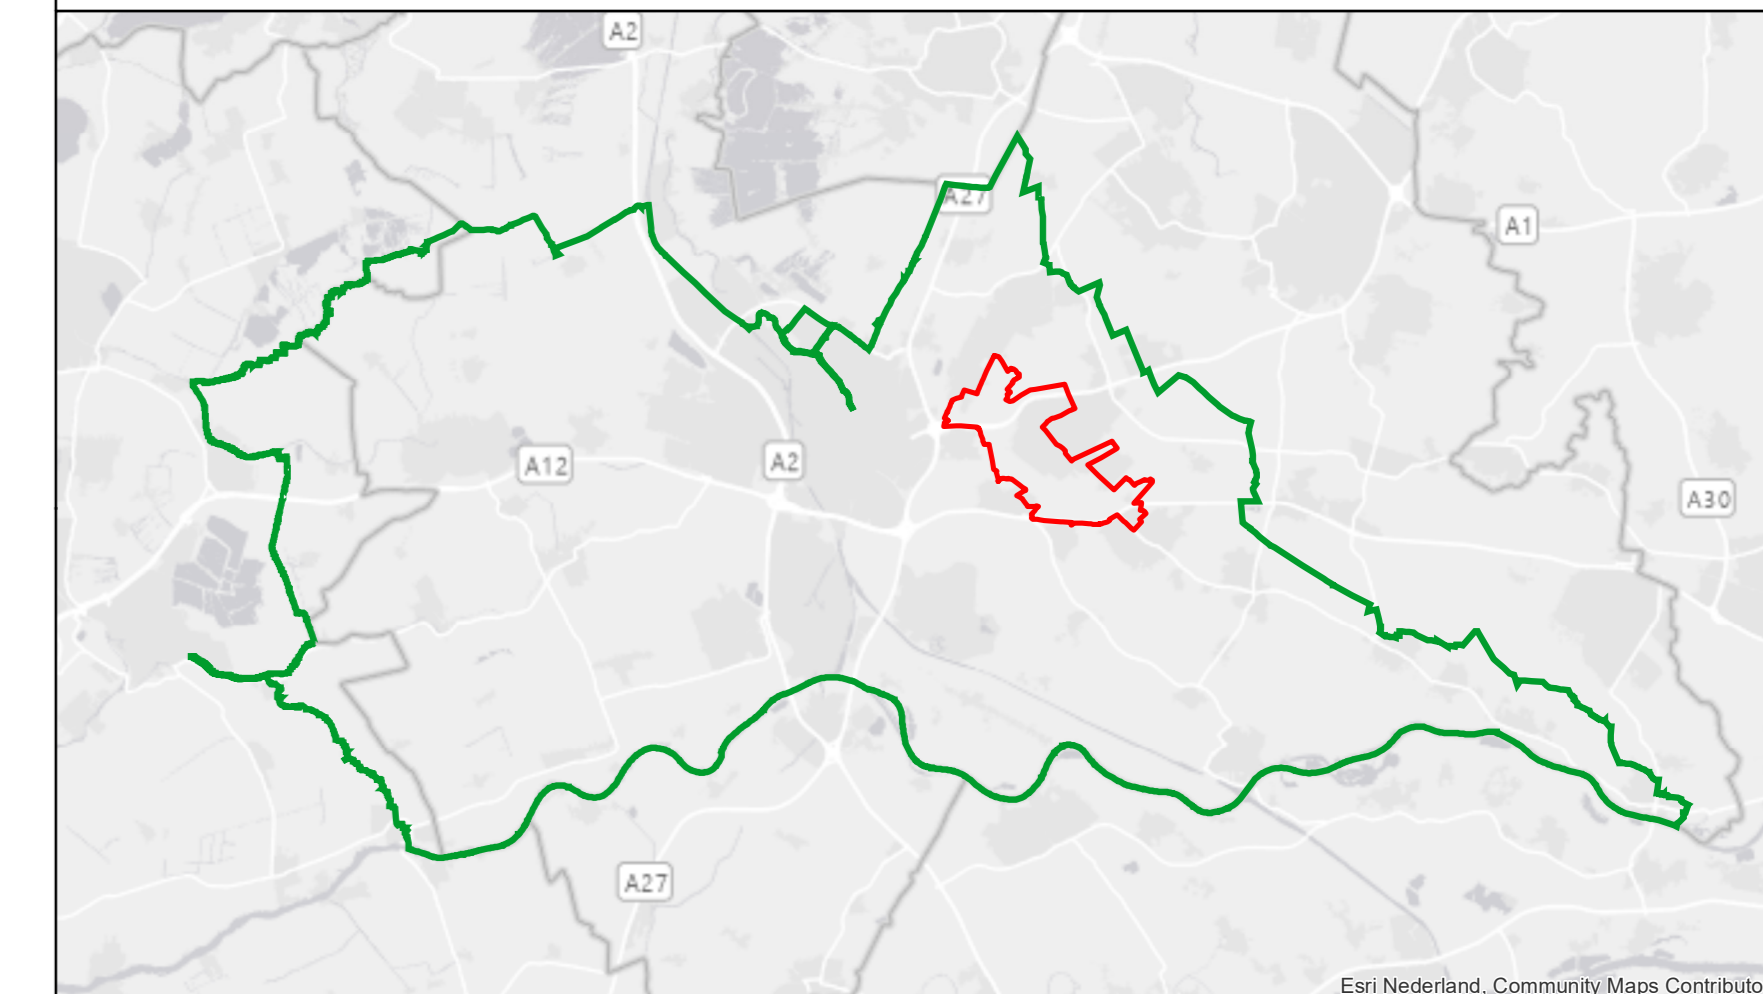 A2
A27
A1
A12
A2
A30
A27
Esri Nederland, Community Maps Contributo